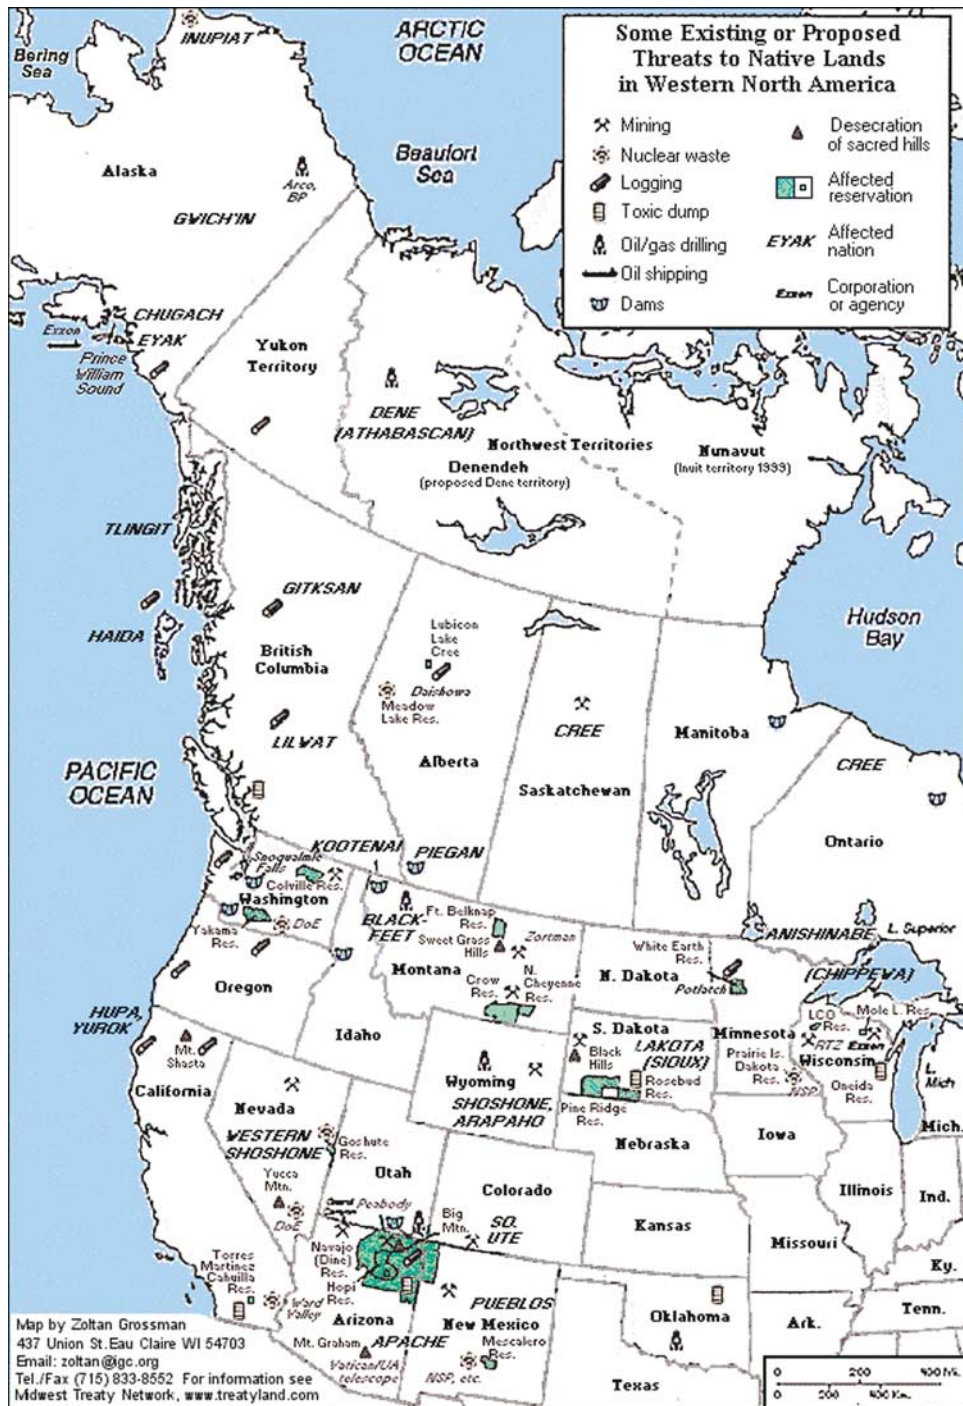 Some Existing or Proposed
Threats to Native Lands
in Western North America
Mining
Nuclear waste
Logging
Toxic dump
Oil/gas drilling
Oil shipping
Dams
Desecration
of sacred hills
Affected
reservation
EYAK
Affected
nation
Exxon
Corporation
or agency
ARCTIC
OCEAN
Bering
Sea
INUPIAT
Beaufort
Sea
Alaska
Arco,
BP
GWICH'IN
CHUGACH
EYAK
Exxon
Prince
William
Sound
Yukon
Territory
DENE
(ATHABASCAN)
Northwest Territories
Denendeh
(proposed Dene territory)
Nunavut
(Inuit territory 1999)
TLINGIT
HAIDA
GITKSAN
British
Columbia
LILWAT
Lubicon
Lake
Cree
Daishowa
Meadow
Lake Res.
Alberta
CREE
Saskatchewan
Manitoba
Hudson
Bay
CREE
Ontario
PACIFIC
OCEAN
KOOTENAI
PIEGAN
Snoqualmie
Falls
Colville Res.
Washington
Yakama
Res.
DoE
BLACK-
FEET
Ft. Belknap
Res.
Sweet Grass
Hills
Zortman
Montana
Crow
Res.
N.
Cheyenne
Res.
White Earth
Res.
N. Dakota
Potlatch
ANISHINABE
(CHIPPEWA)
L. Superior
Oregon
Idaho
HUPA,
YUROK
Mt.
Shasta
California
Nevada
Wyoming
SHOSHONE,
ARAPAHO
S. Dakota
LAKOTA
(SIOUX)
Black
Hills
Rosebud
Res.
Pine Ridge Res.
Minnesota
Prairie Is.
Dakota
Res.
NSP
LCO
Res.
Mole L. Res.
RTZ
Exxon
Wisconsin
Oneida
Res.
L.
Mich
Mich.
WESTERN
SHOSHONE
Goshute
Res.
Utah
Yucca
Mtn.
DoE
Peabody
Big
Mtn.
Colorado
SO.
UTE
Nebraska
Iowa
Illinois
Ind.
Kansas
Missouri
Ky.
Torres
Martinez
Cahuilla
Res.
Ward
Valley
Navajo
(Dine)
Res.
Hopi
Res.
Arizona
Mt. Graham
APACHE
Vatican/UA
telescope
PUEBLOS
New Mexico
Mescalero
Res.
NSP, etc.
Oklahoma
Texas
Ark.
Tenn.
Map by Zoltan Grossman
437 Union St.Eau Claire WI 54703
Email: zoltan@igc.org
Tel./Fax (715) 833-8552 For information see
Midwest Treaty Network, www.treatyland.com
0 200 400 Mi.
0 200 400 Km.